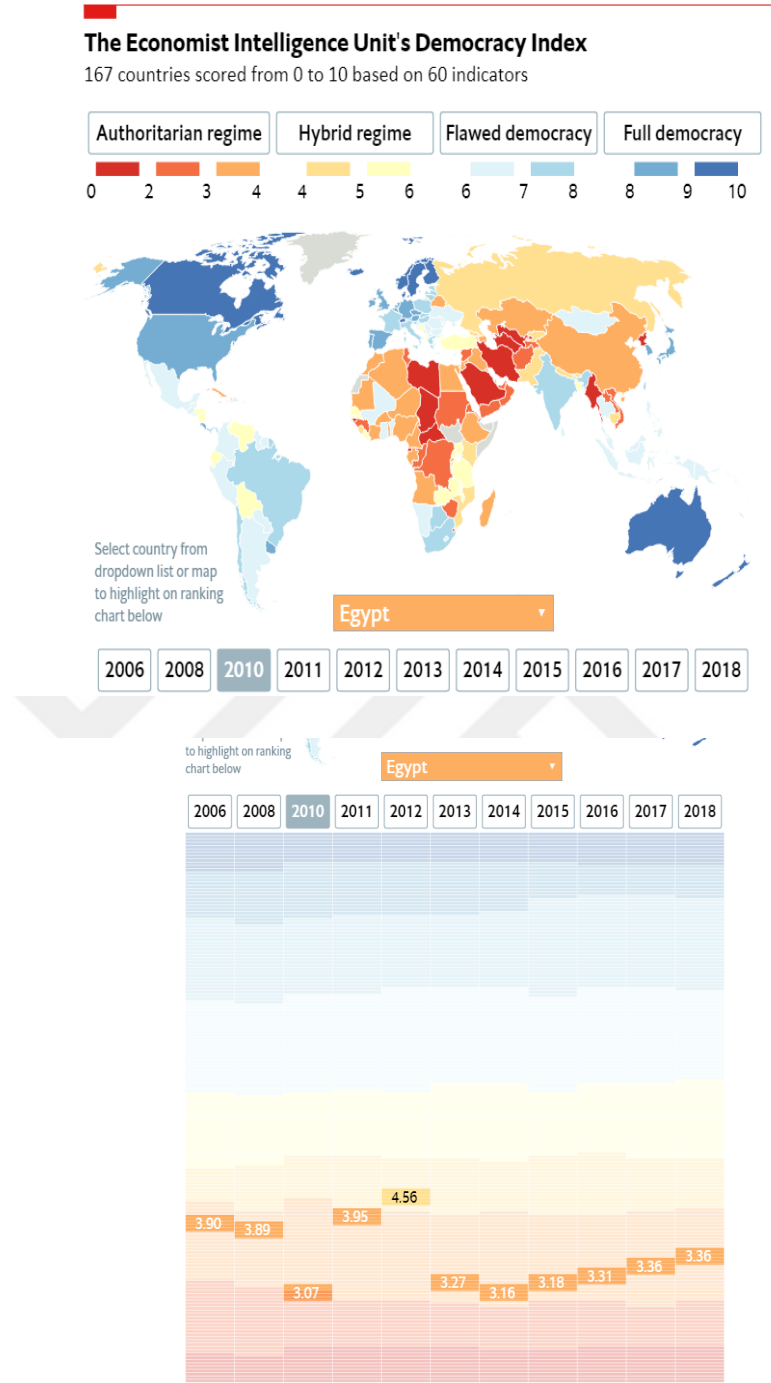 The Economist Intelligence Unit's Democracy Index
167 countries scored from 0 to 10 based on 60 indicators
Authoritarian regime Hybrid regime Flawed democracy Full democracy
0 2 3 4 4 5 6 6 7 8 8 9 10
Select country from
dropdown list or map
to highlight on ranking
chart below
Egypt
2006 2008 2010 2011 2012 2013 2014 2015 2016 2017 2018
to highlight on ranking
chart below
Egypt
2006 2008 2010 2011 2012 2013 2014 2015 2016 2017 2018
4.56
3.90 3.89 3.95
3.07 3.27 3.16 3.18 3.31 3.36 3.36